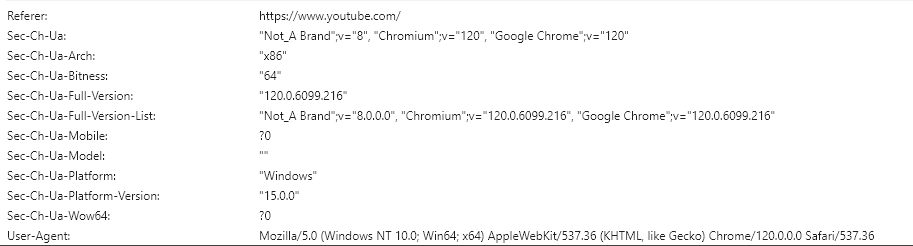 Referer: https://www.youtube.com/
Sec-Ch-Ua: "Not_A Brand";v="8", "Chromium";v="120", "Google Chrome";v="120"
Sec-Ch-Ua-Arch: "x86"
Sec-Ch-Ua-Bitness: "64"
Sec-Ch-Ua-Full-Version: "120.0.6099.216"
Sec-Ch-Ua-Full-Version-List: "Not_A Brand";v="8.0.0.0", "Chromium";v="120.0.6099.216", "Google Chrome";v="120.0.6099.216"
Sec-Ch-Ua-Mobile: ?0
Sec-Ch-Ua-Model: ""
Sec-Ch-Ua-Platform: "Windows"
Sec-Ch-Ua-Platform-Version: "15.0.0"
Sec-Ch-Ua-Wow64: ?0
User-Agent: Mozilla/5.0 (Windows NT 10.0; Win64; x64) AppleWebKit/537.36 (KHTML, like Gecko) Chrome/120.0.0.0 Safari/537.36